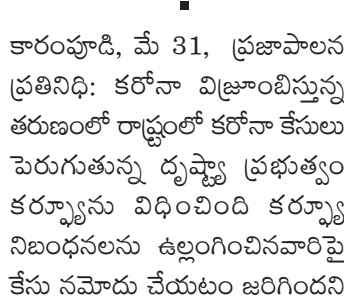 కారంపూడి, మే 31, ప్రజాపాలన
ప్రతినిధి: కరోనా విజృంబిస్తున్న
తరుణంలో రాష్ట్రంలో కరోనా కేసులు
పెరుగుతున్న దృష్ట్యా ప్రభుత్వం
కర్ఫ్యూను విధించింది కర్ఫ్యూ
నిబంధనలను ఉల్లంగించినవారిపై
కేసు నమోదు చేయటం జరిగిందని